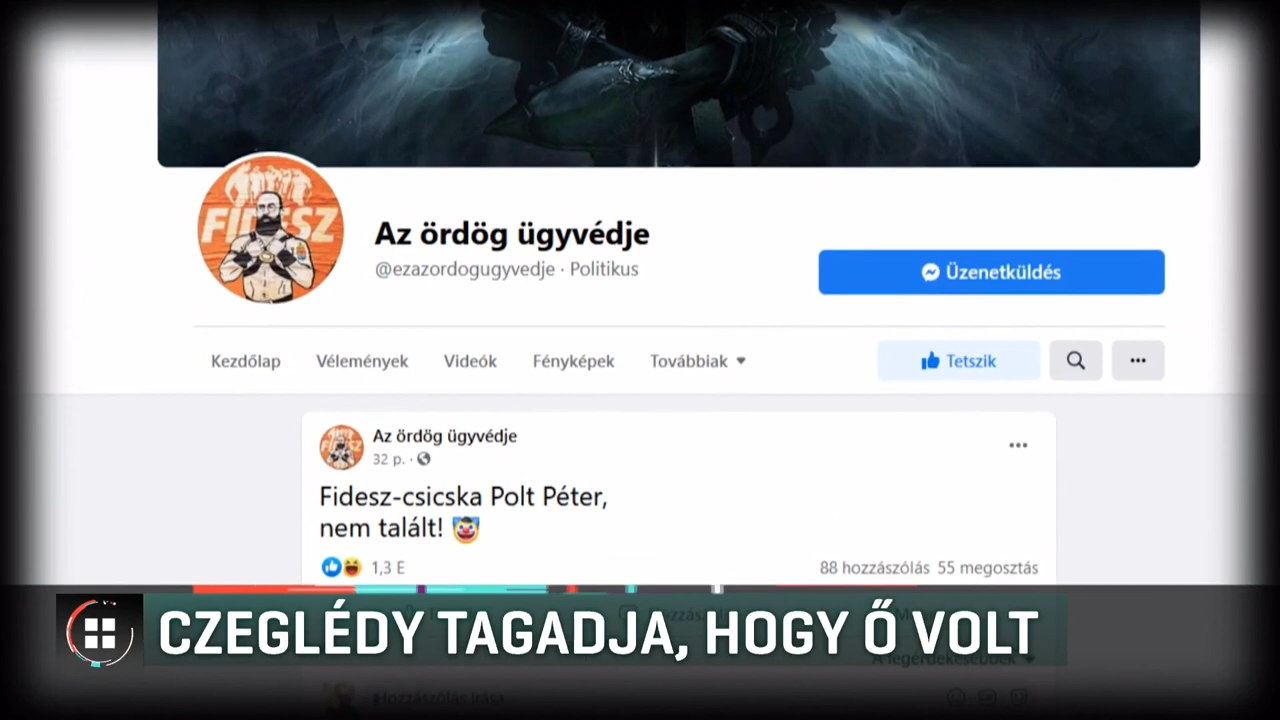 FIDESZ
Az ördög ügyvédje
@ezazordogugyvedje · Politikus
Üzenetküldés
Kezdőlap
Vélemények
Videók
Fényképek
Továbbiak
Tetszik
Az ördög ügyvédje
32 p. ·
Fidesz-csicska Polt Péter,
nem talált! 🤡
1,3 E
88 hozzászólás 55 megosztás
CZEGLÉDY TAGADJA, HOGY Ő VOLT
A legérdekesebbek
Hozzászólás írása...